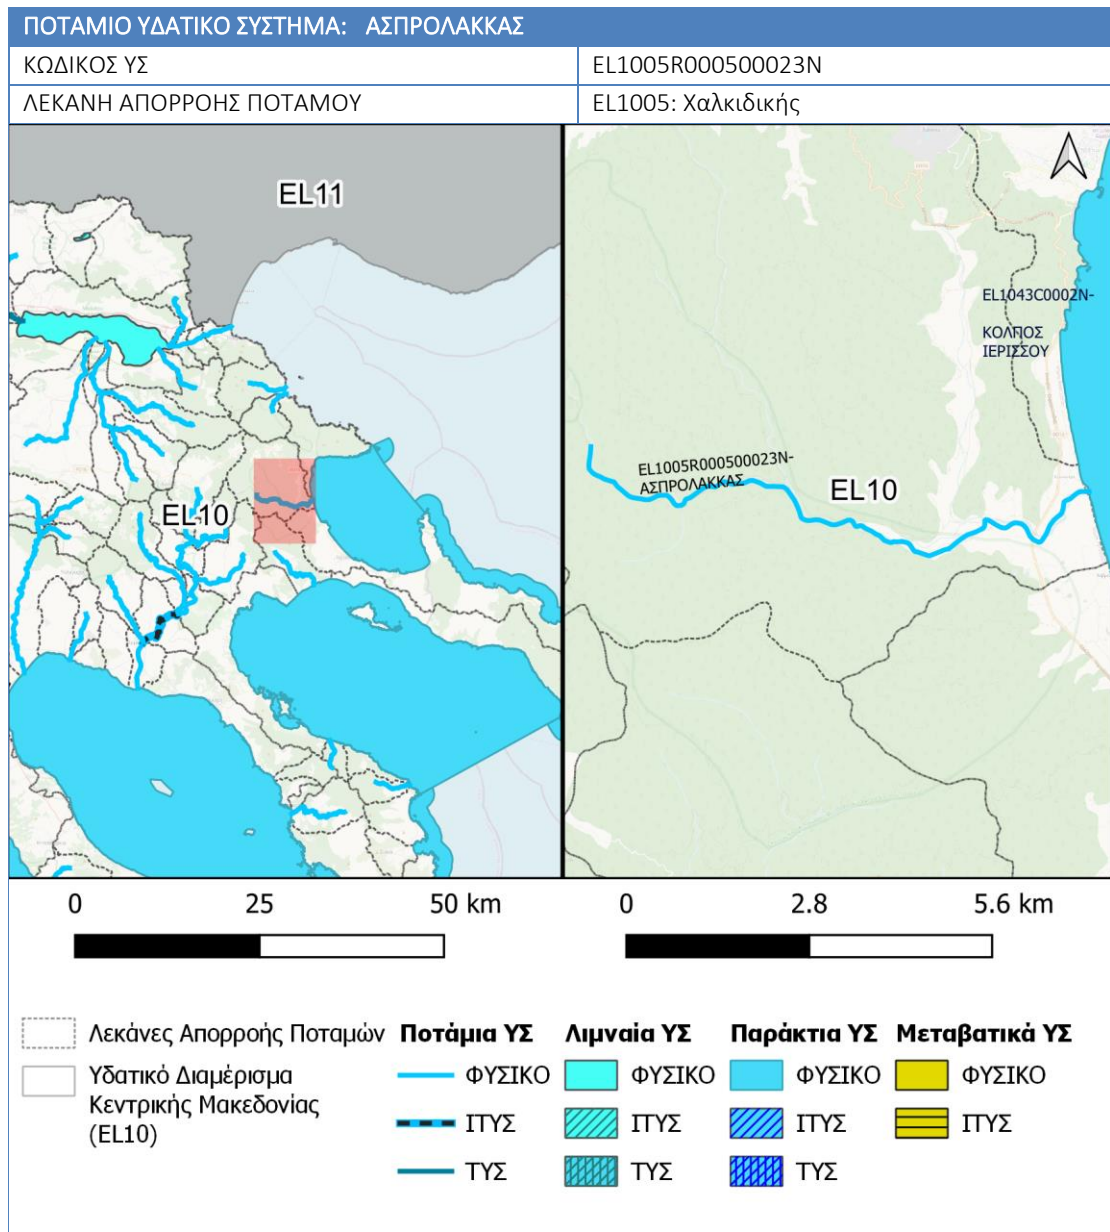 ΠΟΤΑΜΙΟ ΥΔΑΤΙΚΟ ΣΥΣΤΗΜΑ: ΑΣΠΡΟΛΑΚΚΑΣ
ΚΩΔΙΚΟΣ ΥΣ EL1005R000500023N
ΛΕΚΑΝΗ ΑΠΟΡΡΟΗΣ ΠΟΤΑΜΟΥ EL1005: Χαλκιδικής
EL11
EL10
EL1043C0002N-
ΚΟΛΠΟΣ
ΙΕΡΙΣΣΟΥ
EL1005R000500023N-
ΑΣΠΡΟΛΑΚΚΑΣ
EL10
0 25 50 km
0 2.8 5.6 km
Λεκάνες Απορροής Ποταμών
Υδατικό Διαμέρισμα
Κεντρικής Μακεδονίας
(EL10)
Ποτάμια ΥΣ
ΦΥΣΙΚΟ
ΙΤΥΣ
ΤΥΣ
Λιμναία ΥΣ
ΦΥΣΙΚΟ
ΙΤΥΣ
ΤΥΣ
Παράκτια ΥΣ
ΦΥΣΙΚΟ
ΙΤΥΣ
ΤΥΣ
Μεταβατικά ΥΣ
ΦΥΣΙΚΟ
ΙΤΥΣ